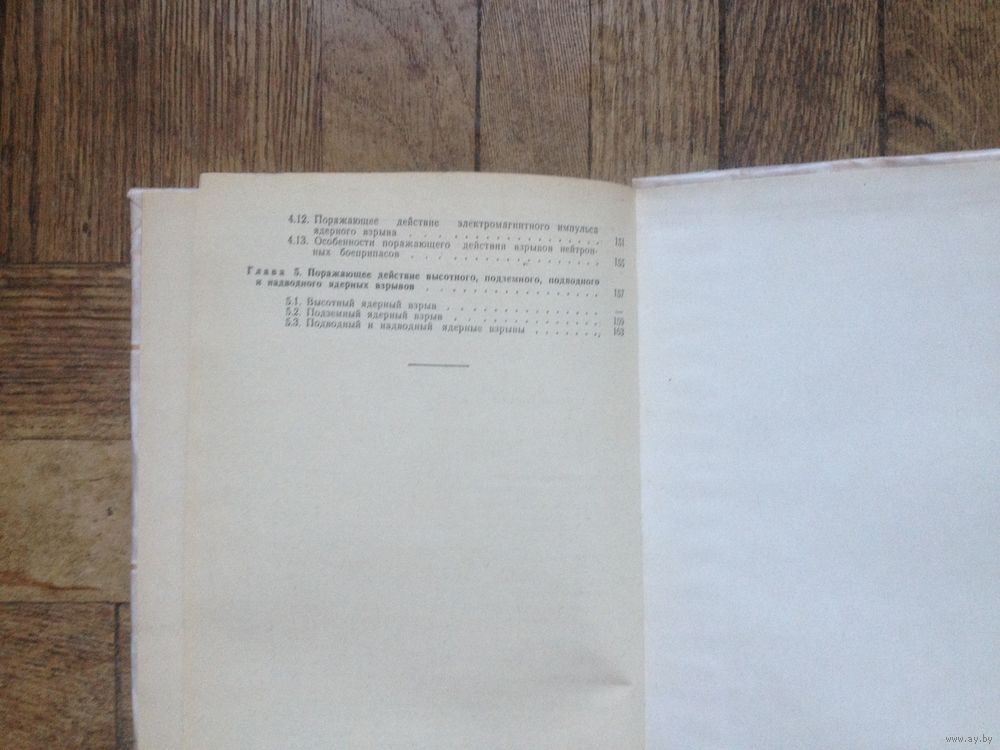 4.12. Поражающее действие электромагнитного импульса
ядерного взрыва . . . . . . . . . . . . . . 151
4.13. Особенности поражающего действия взрывов нейтрон-
ных боеприпасов . . . . . . . . . . . . . . 155
Глава 5. Поражающее действие высотного, подземного, подводного
и надводного ядерных взрывов . . . . . . . . . . . . 157
5.1. Высотный ядерный взрыв . . . . . . . . . . . . —
5.2. Подземный ядерный взрыв . . . . . . . . . . . 159
5.3. Подводный и надводный ядерные взрывы . . . . . . . 163
www.ay.by